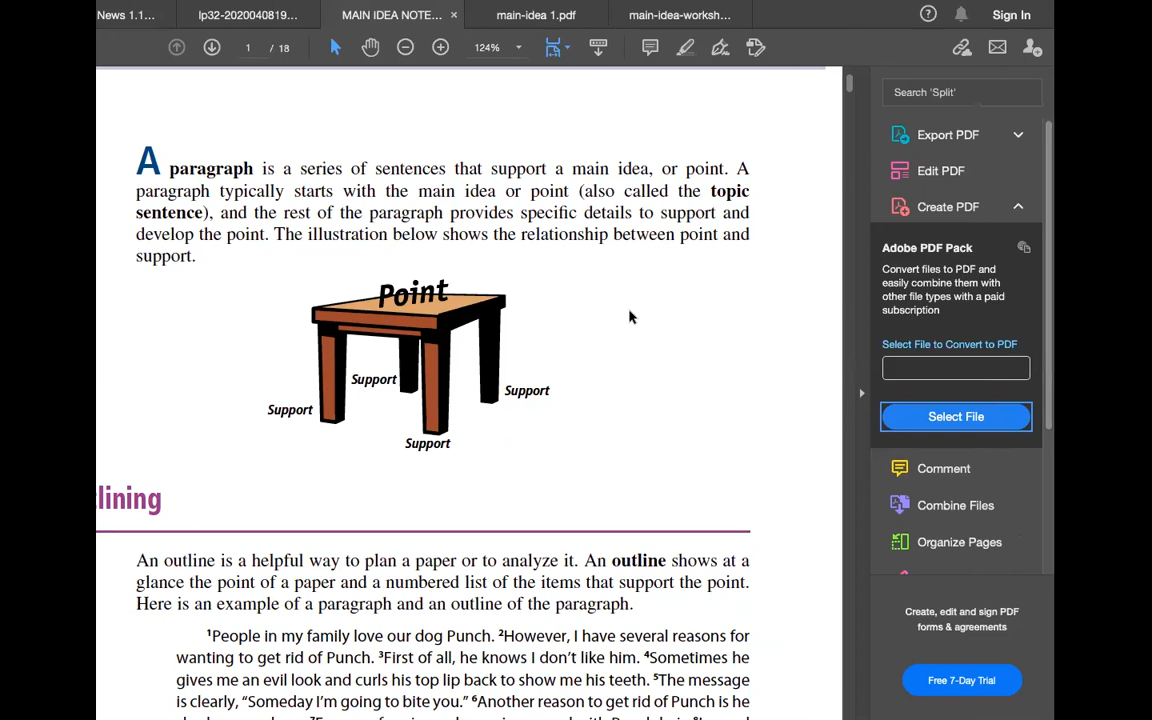 News 1.1...
lp32-2020040819...
MAIN IDEA NOTE... ×
main-idea 1.pdf
main-idea-worksh...
Sign In
1 / 18
124%
Search 'Split'
Export PDF
Edit PDF
Create PDF
Adobe PDF Pack
Convert files to PDF and
easily combine them with
other file types with a paid
subscription
Select File to Convert to PDF
Select File
Comment
Combine Files
Organize Pages
Create, edit and sign PDF
forms & agreements
Free 7-Day Trial
A paragraph is a series of sentences that support a main idea, or point. A
paragraph typically starts with the main idea or point (also called the topic
sentence), and the rest of the paragraph provides specific details to support and
develop the point. The illustration below shows the relationship between point and
support.
Point
Support
Support
Support
Support
lining
An outline is a helpful way to plan a paper or to analyze it. An outline shows at a
glance the point of a paper and a numbered list of the items that support the point.
Here is an example of a paragraph and an outline of the paragraph.
¹People in my family love our dog Punch. ²However, I have several reasons for
wanting to get rid of Punch. ³First of all, he knows I don't like him. ⁴Sometimes he
gives me an evil look and curls his top lip back to show me his teeth. ⁵The message
is clearly, "Someday I'm going to bite you." ⁶Another reason to get rid of Punch is he